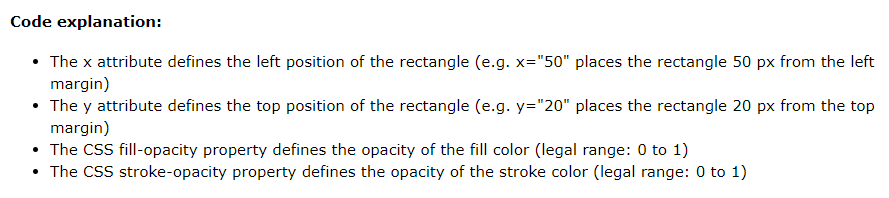 Code explanation:
• The x attribute defines the left position of the rectangle (e.g. x="50" places the rectangle 50 px from the left
margin)
• The y attribute defines the top position of the rectangle (e.g. y="20" places the rectangle 20 px from the top
margin)
• The CSS fill-opacity property defines the opacity of the fill color (legal range: 0 to 1)
• The CSS stroke-opacity property defines the opacity of the stroke color (legal range: 0 to 1)